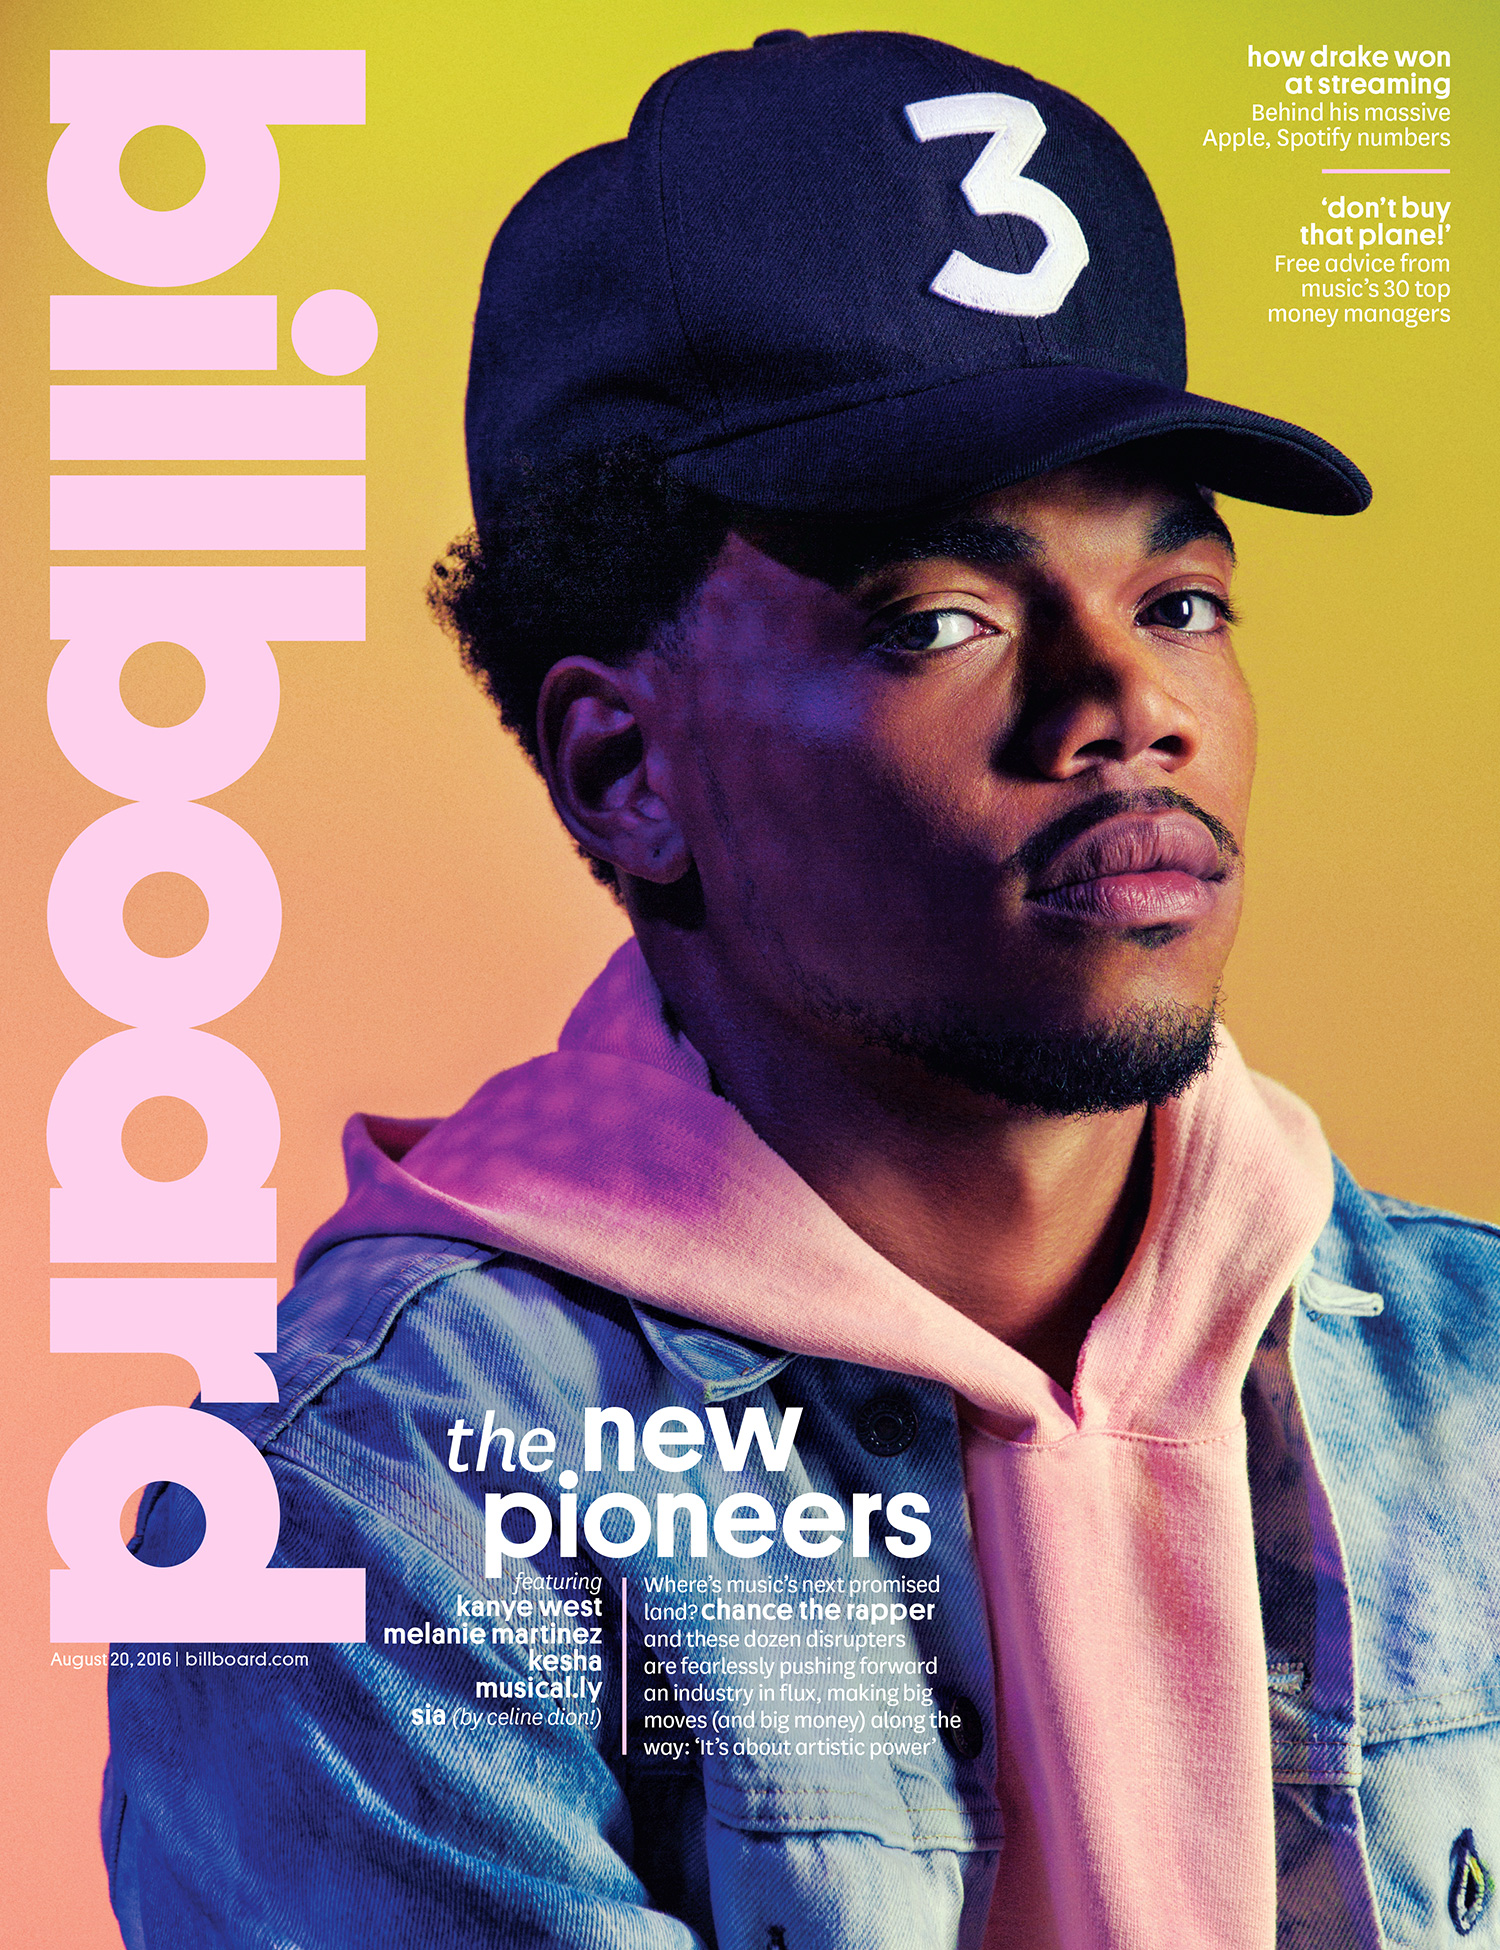 billboard
3
how drake won
at streaming
Behind his massive
Apple, Spotify numbers
‘don’t buy
that plane!’
Free advice from
music’s 30 top
money managers
the new
pioneers
featuring
kanye west
melanie martinez
kesha
musical.ly
sia (by celine dion!)
Where’s music’s next promised
land? chance the rapper
and these dozen disrupters
are fearlessly pushing forward
an industry in flux, making big
moves (and big money) along the
way: ‘It’s about artistic power’
August 20, 2016 | billboard.com